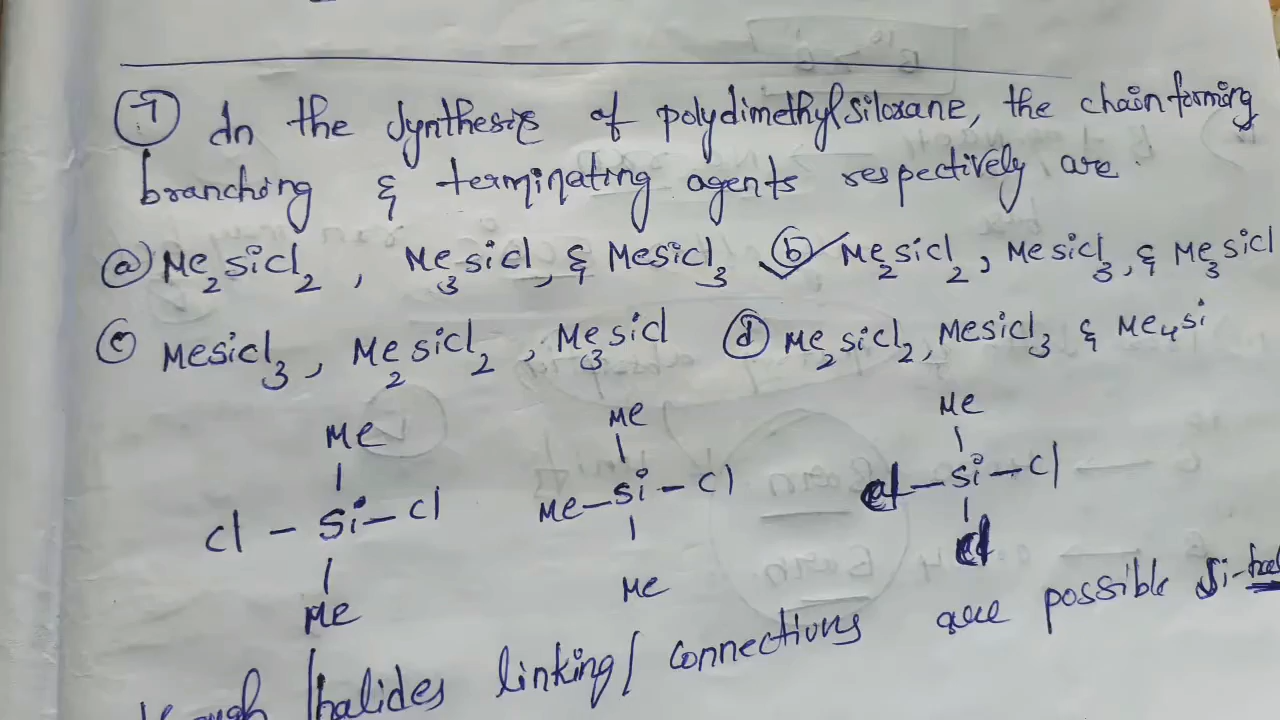 7 In the synthesis of polydimethylsiloxane, the chain forming
branching & terminating agents respectively are.
a Me2SiCl2, Me3SiCl, & MeSiCl3 b Me2SiCl2, MeSiCl3, & Me3SiCl
c MeSiCl3, Me2SiCl2, Me3SiCl d Me2SiCl2, MeSiCl3 & Me4Si
Me Me Me
Cl - Si - Cl Me - Si - Cl Cl - Si - Cl
Me Me Cl
halides linking / connections are possible Si-